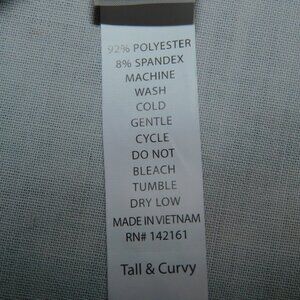 92% POLYESTER
8% SPANDEX
MACHINE
WASH
COLD
GENTLE
CYCLE
DO NOT
BLEACH
TUMBLE
DRY LOW
MADE IN VIETNAM
RN# 142161
Tall & Curvy